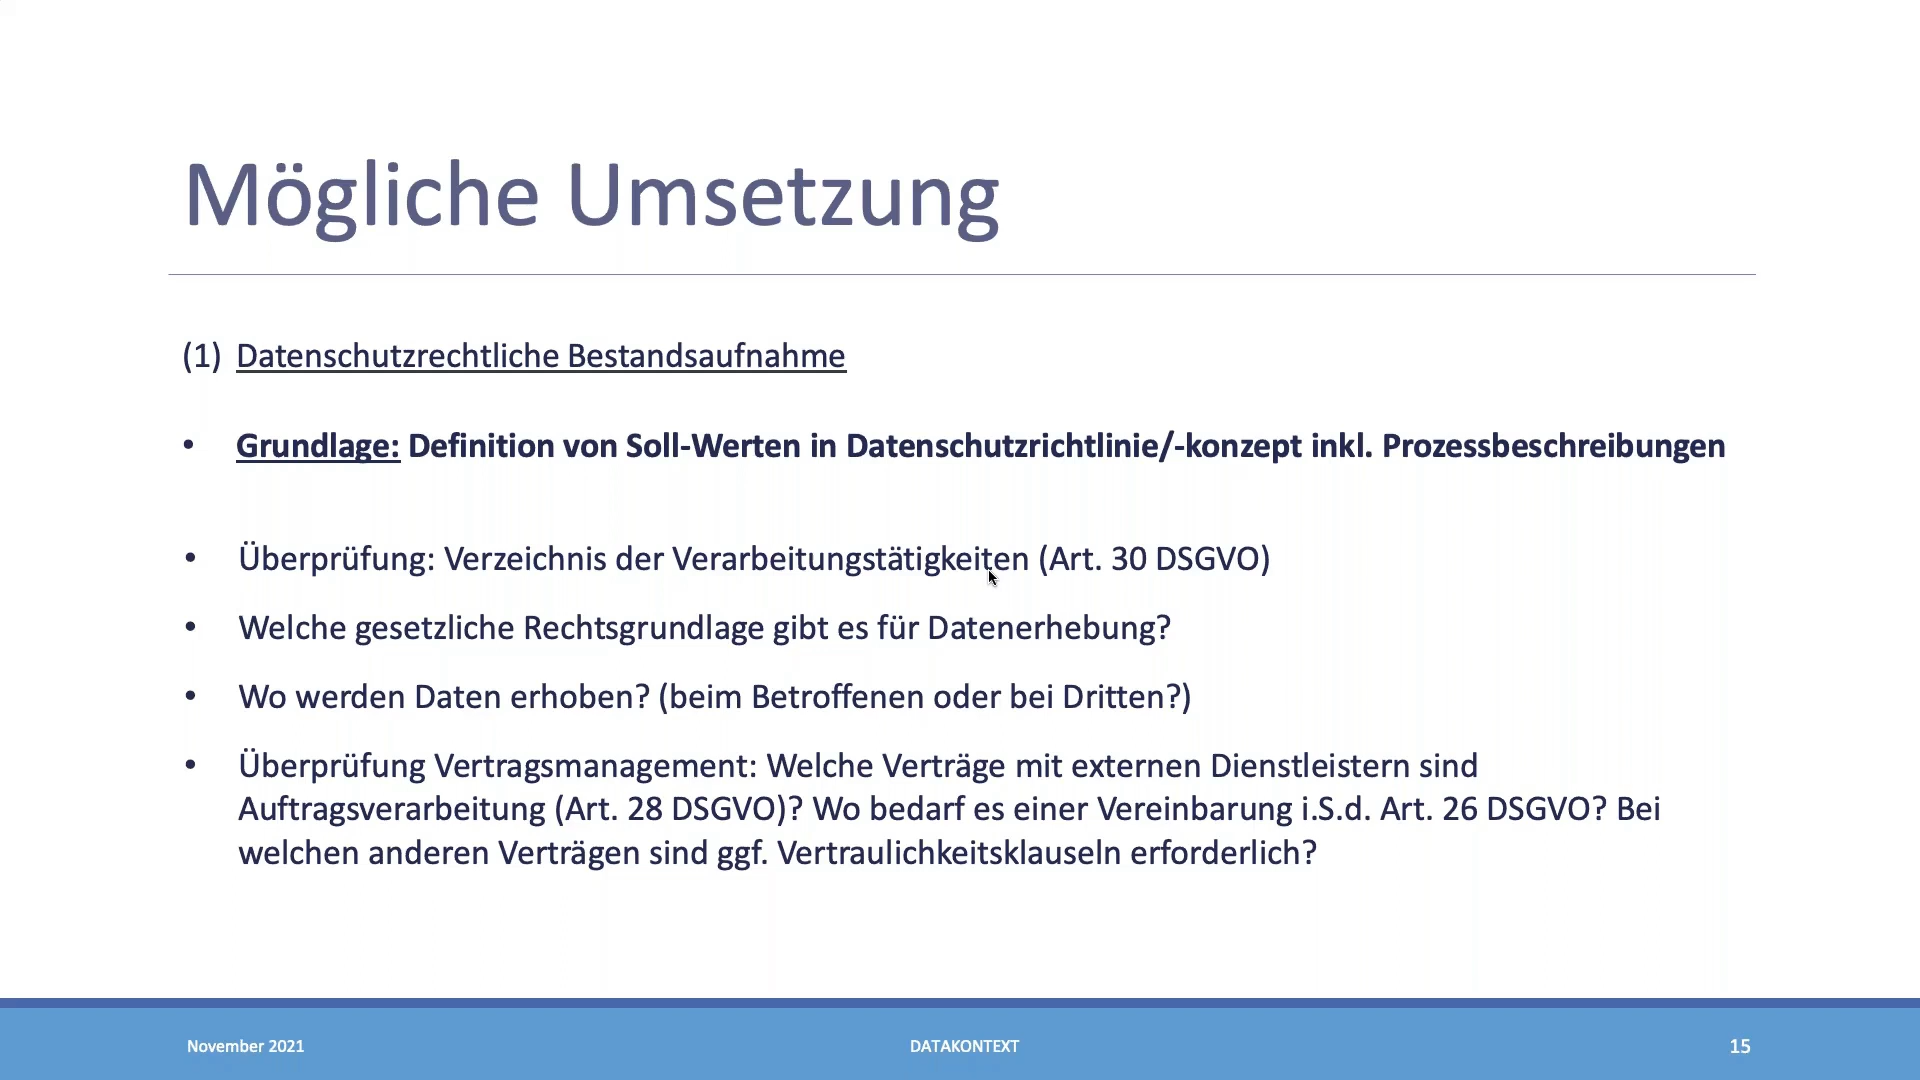 Mögliche Umsetzung
(1) Datenschutzrechtliche Bestandsaufnahme
• Grundlage: Definition von Soll-Werten in Datenschutzrichtlinie/-konzept inkl. Prozessbeschreibungen
• Überprüfung: Verzeichnis der Verarbeitungstätigkeiten (Art. 30 DSGVO)
• Welche gesetzliche Rechtsgrundlage gibt es für Datenerhebung?
• Wo werden Daten erhoben? (beim Betroffenen oder bei Dritten?)
• Überprüfung Vertragsmanagement: Welche Verträge mit externen Dienstleistern sind
Auftragsverarbeitung (Art. 28 DSGVO)? Wo bedarf es einer Vereinbarung i.S.d. Art. 26 DSGVO? Bei
welchen anderen Verträgen sind ggf. Vertraulichkeitsklauseln erforderlich?
November 2021
DATAKONTEXT
15